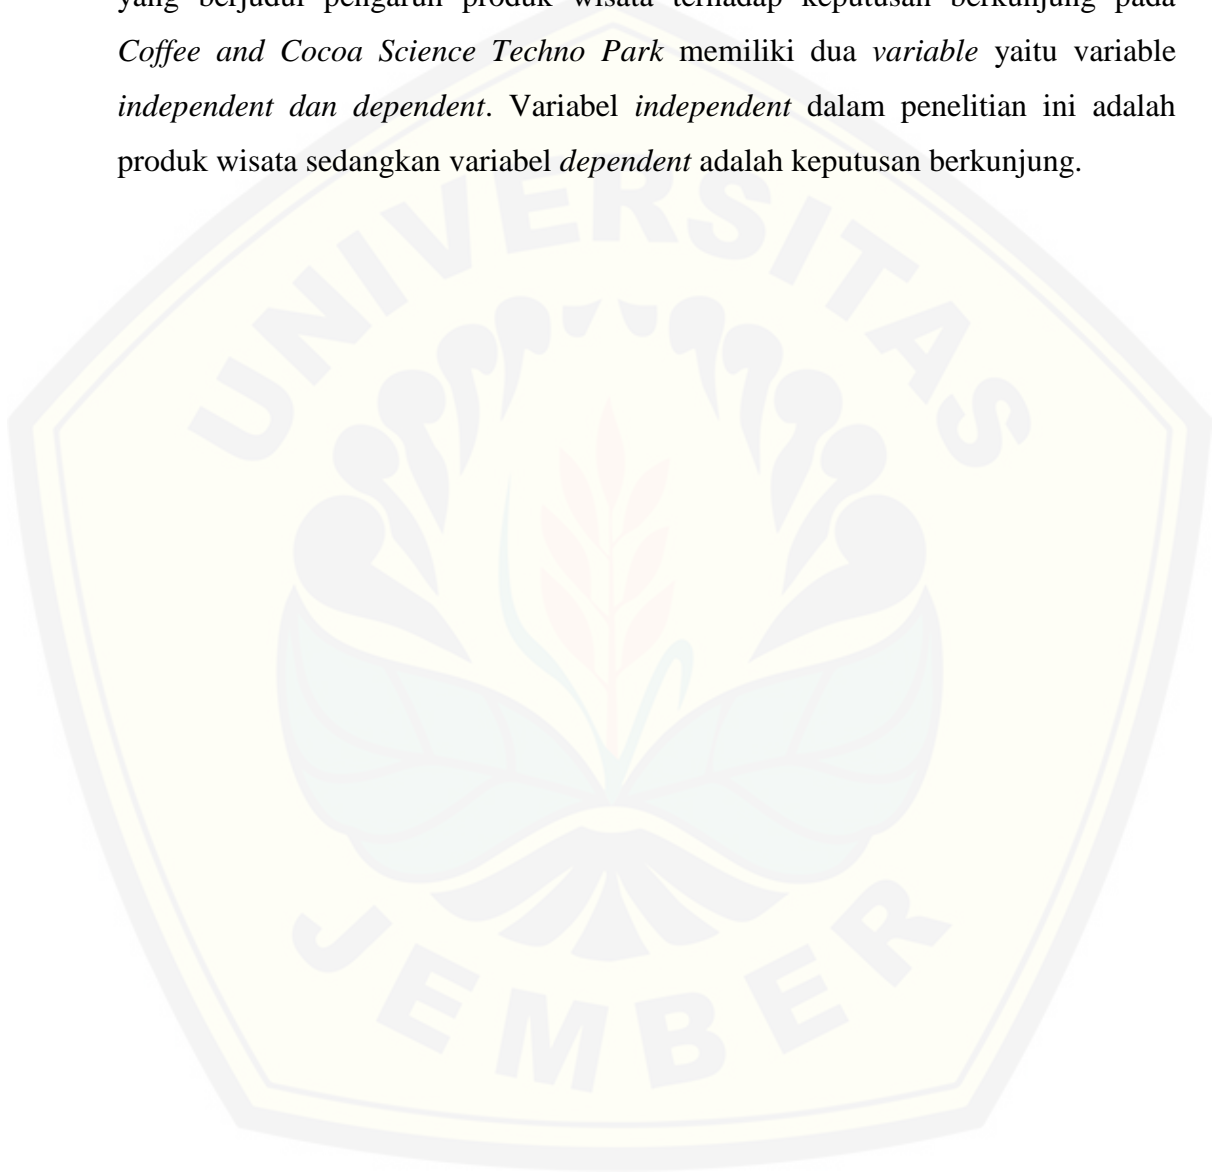 yang berjudul pengaruh produk wisata terhadap keputusan berkunjung pada
Coffee and Cocoa Science Techno Park memiliki dua variable yaitu variable
independent dan dependent. Variabel independent dalam penelitian ini adalah
produk wisata sedangkan variabel dependent adalah keputusan berkunjung.
UNIVERSITAS
JEMBER